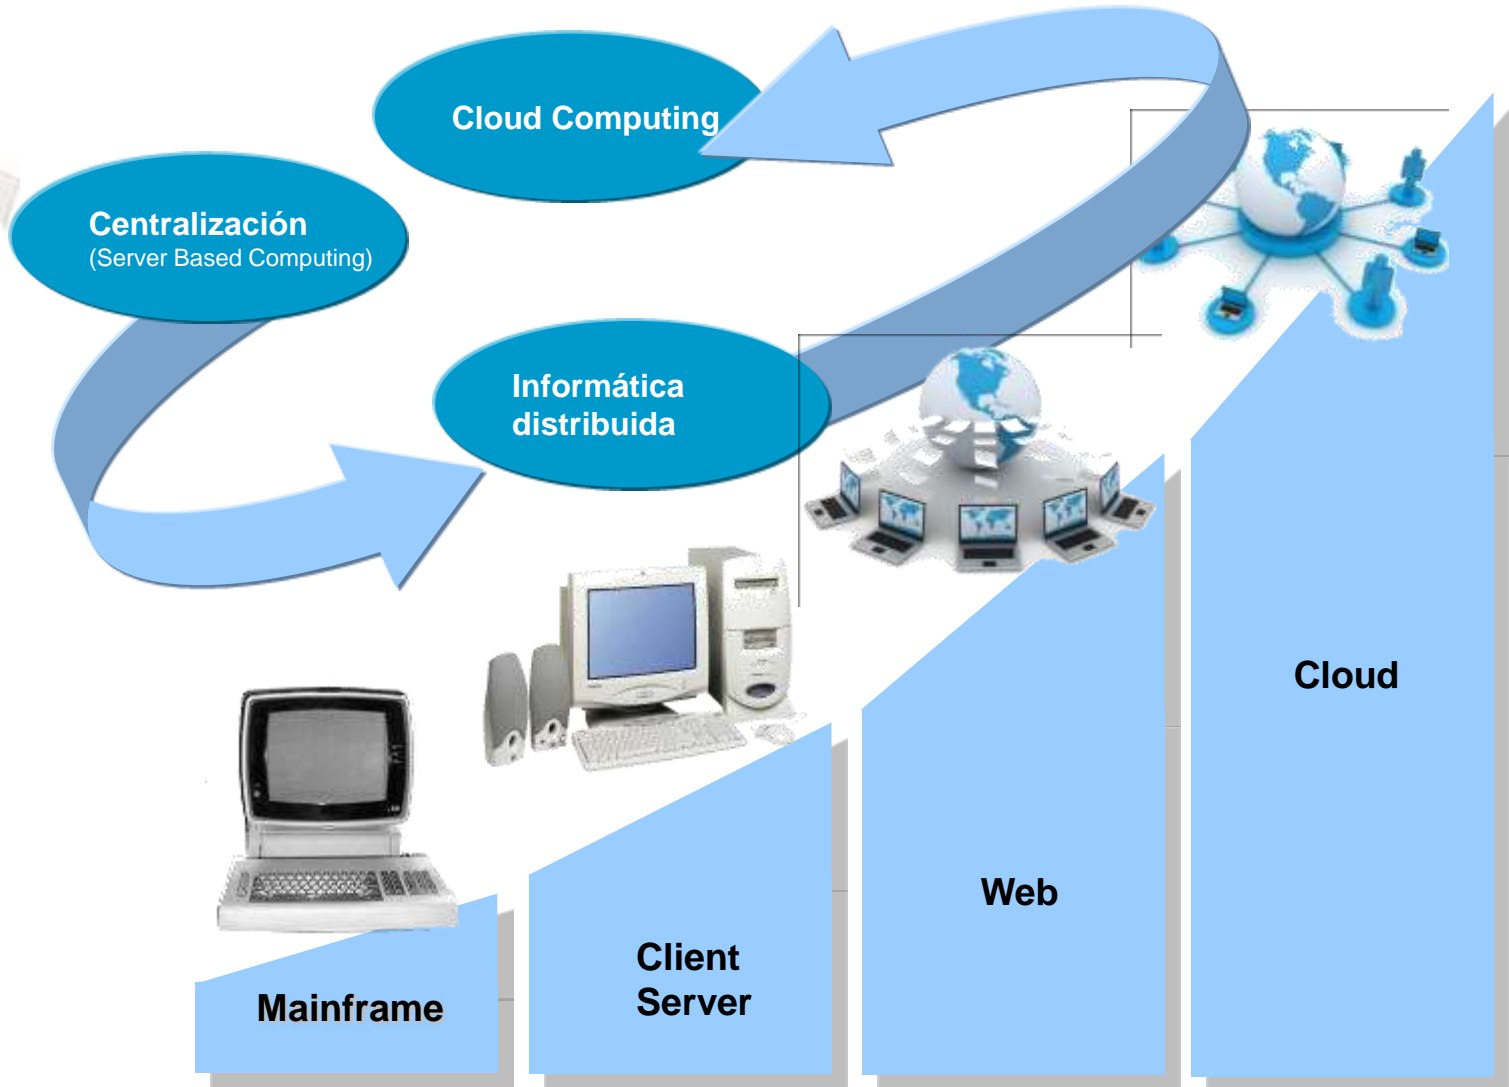 Cloud Computing
Centralización
(Server Based Computing)
Informática
distribuida
Cloud
Web
Client
Server
Mainframe